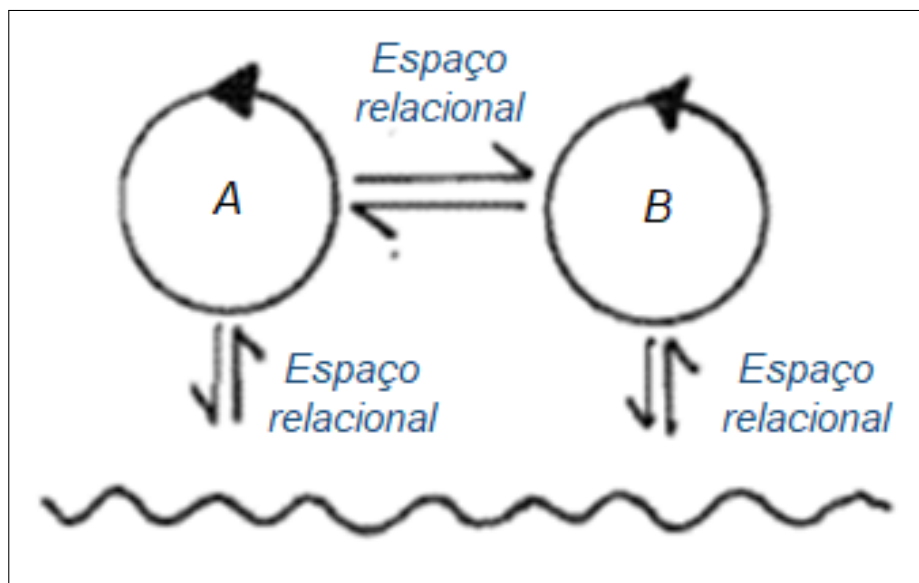 Espaço
relacional
A
B
Espaço
relacional
Espaço
relacional